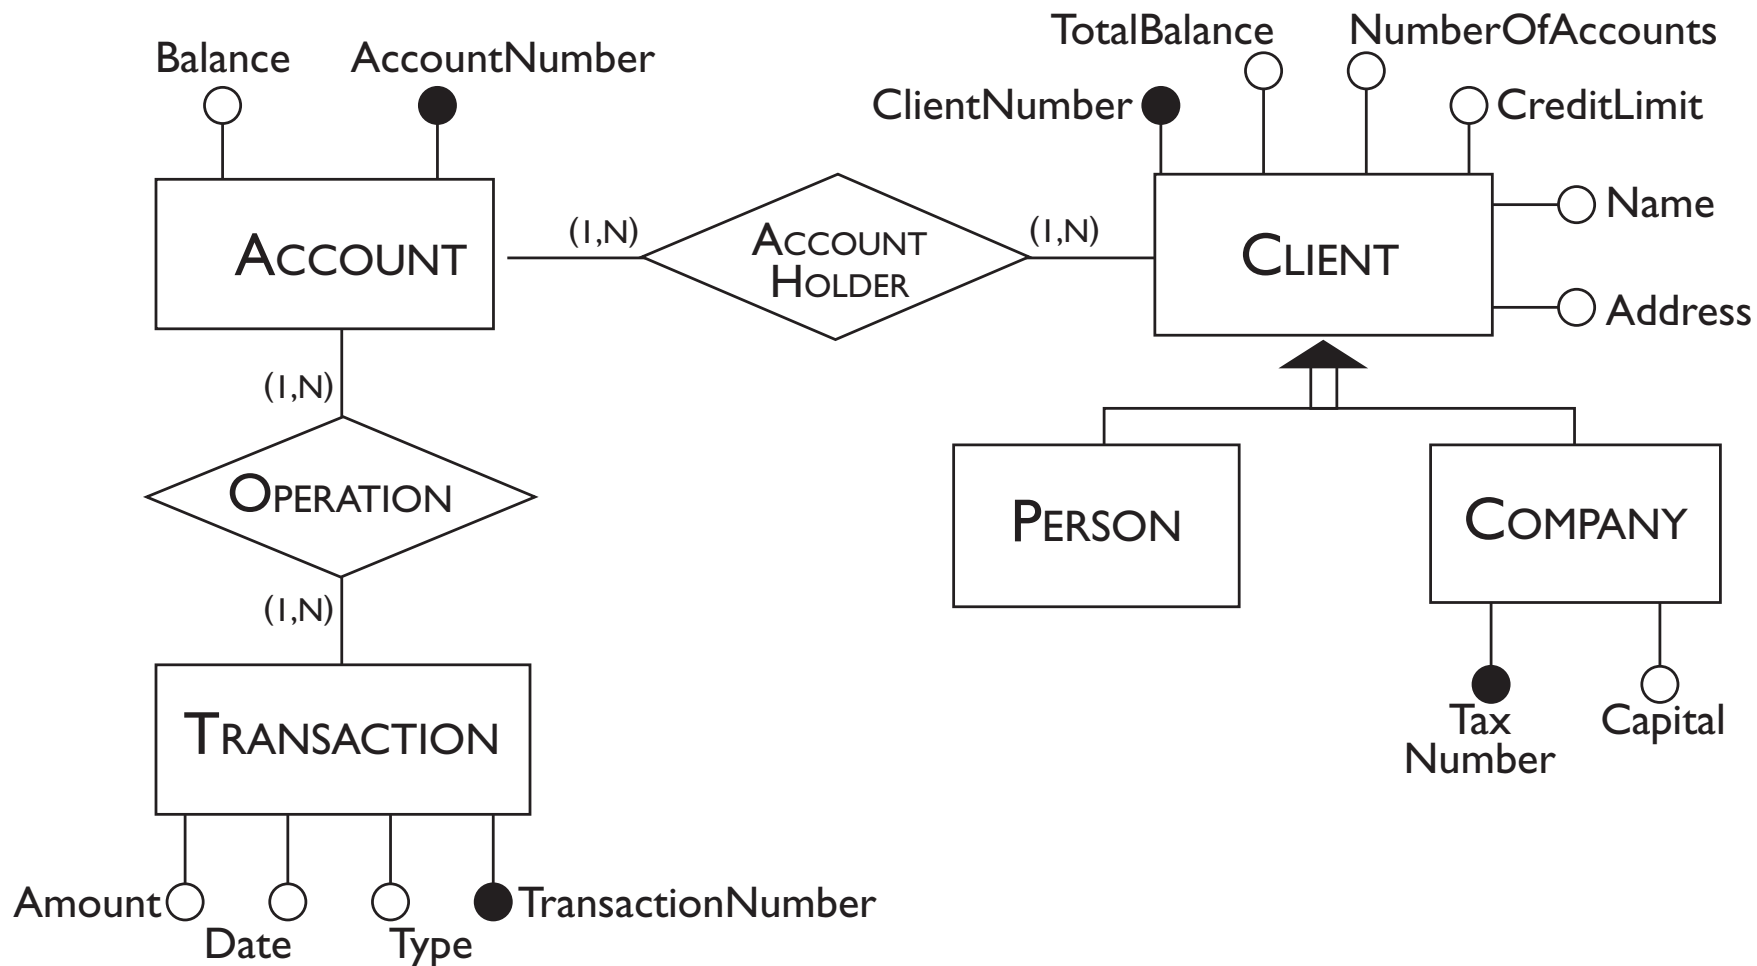 TotalBalance NumberOfAccounts
Balance AccountNumber
ClientNumber CreditLimit
Name
(1,N) (1,N)
ACCOUNT
ACCOUNT
HOLDER
CLIENT
Address
(1,N)
OPERATION
PERSON
COMPANY
(1,N)
TRANSACTION
Tax
Number
Capital
Amount
TransactionNumber
Date Type